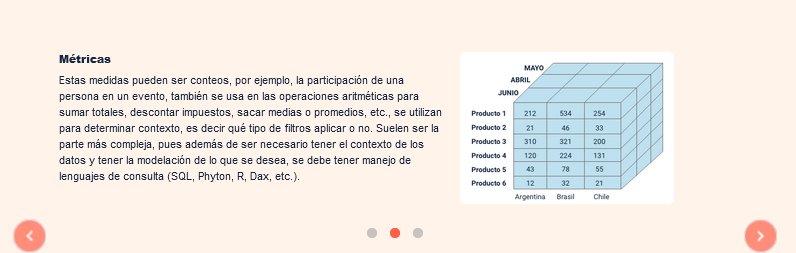 Métricas
Estas medidas pueden ser conteos, por ejemplo, la participación de una
persona en un evento, también se usa en las operaciones aritméticas para
sumar totales, descontar impuestos, sacar medias o promedios, etc., se utilizan
para determinar contexto, es decir qué tipo de filtros aplicar o no. Suelen ser la
parte más compleja, pues además de ser necesario tener el contexto de los
datos y tener la modelación de lo que se desea, se debe tener manejo de
lenguajes de consulta (SQL, Phyton, R, Dax, etc.).
MAYO
ABRIL
JUNIO
Producto 1 212 534 254
Producto 2 21 46 33
Producto 3 310 321 200
Producto 4 120 224 131
Producto 5 43 78 55
Producto 6 12 32 21
Argentina Brasil Chile